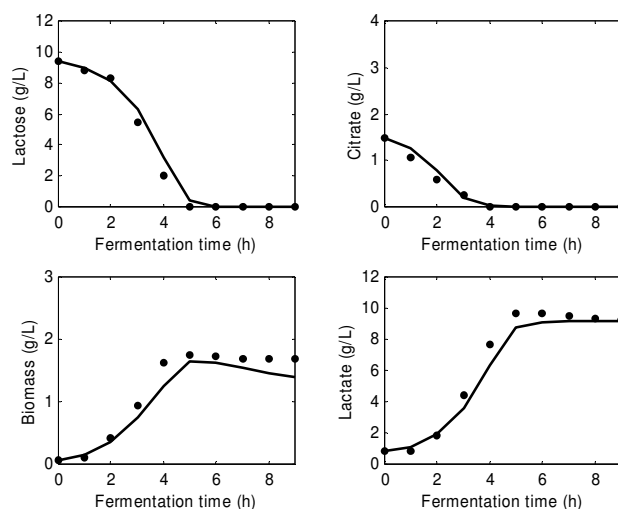 12
10
8
6
4
2
0
Lactose (g/L)
0 2 4 6 8
Fermentation time (h)
4
3
2
1
0
Citrate (g/L)
0 2 4 6 8
Fermentation time (h)
3
2
1
0
Biomass (g/L)
0 2 4 6 8
Fermentation time (h)
12
10
8
6
4
2
0
Lactate (g/L)
0 2 4 6 8
Fermentation time (h)